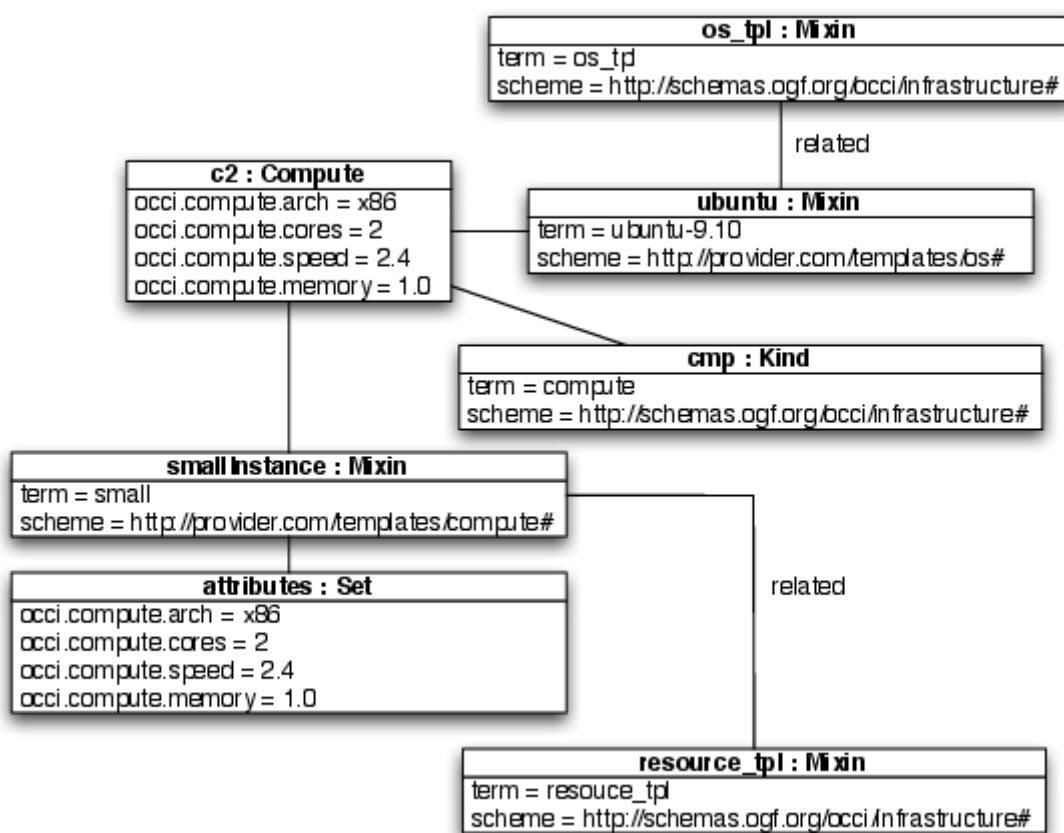 os_tpl : Mixin
term = os_tpl
scheme = http://schemas.ogf.org/occi/infrastructure#
related
c2 : Compute
occi.compute.arch = x86
occi.compute.cores = 2
occi.compute.speed = 2.4
occi.compute.memory = 1.0
ubuntu : Mixin
term = ubuntu-9.10
scheme = http://provider.com/templates/os#
cmp : Kind
term = compute
scheme = http://schemas.ogf.org/occi/infrastructure#
smallInstance : Mixin
term = small
scheme = http://provider.com/templates/compute#
attributes : Set
occi.compute.arch = x86
occi.compute.cores = 2
occi.compute.speed = 2.4
occi.compute.memory = 1.0
related
resource_tpl : Mixin
term = resouce_tpl
scheme = http://schemas.ogf.org/occi/infrastructure#